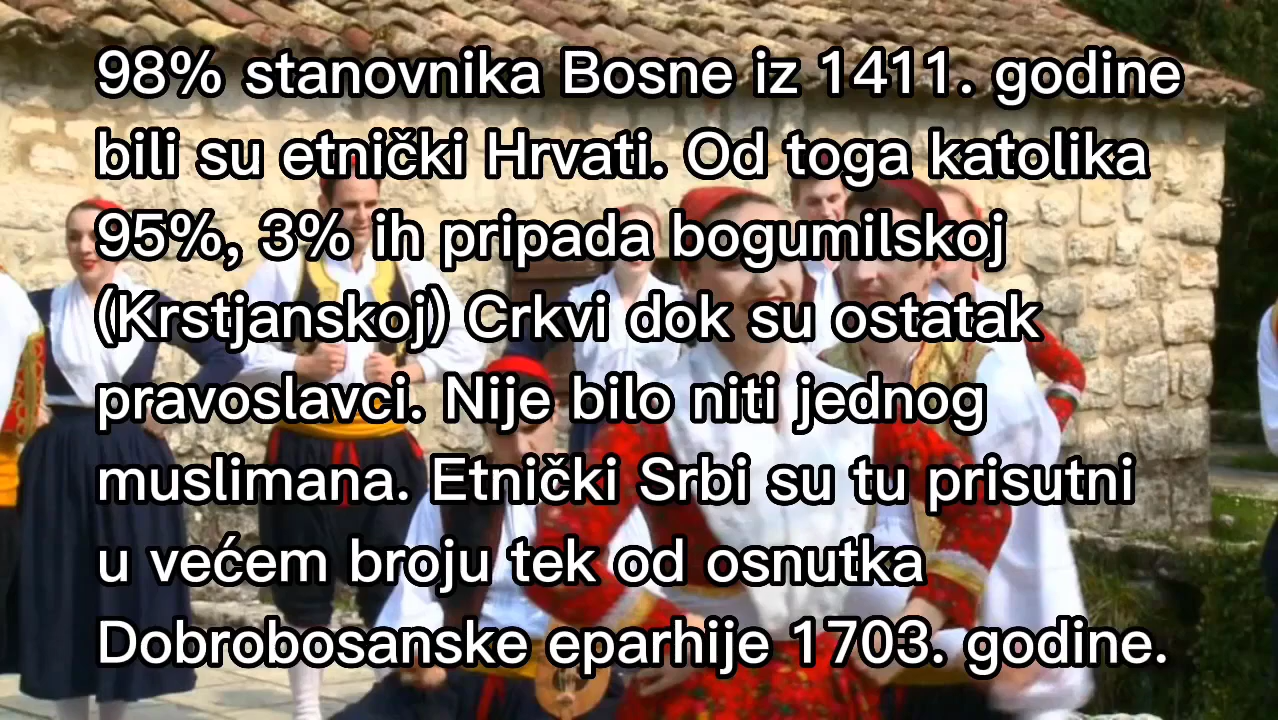 98% stanovnika Bosne iz 1411. godine
bili su etnički Hrvati. Od toga katolika
95%, 3% ih pripada bogumilskoj
(Krstjanskoj) Crkvi dok su ostatak
pravoslavci. Nije bilo niti jednog
muslimana. Etnički Srbi su tu prisutni
u većem broju tek od osnutka
Dobrobosanske eparhije 1703. godine.